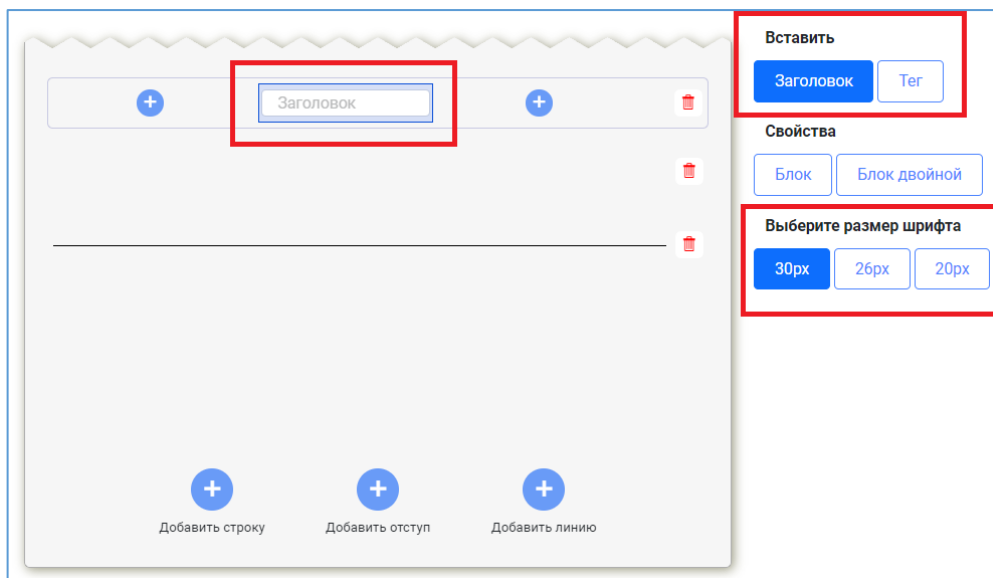 Вставить
Заголовок Тег
Заголовок
Свойства
Блок Блок двойной
Выберите размер шрифта
30px 26px 20px
Добавить строку Добавить отступ Добавить линию